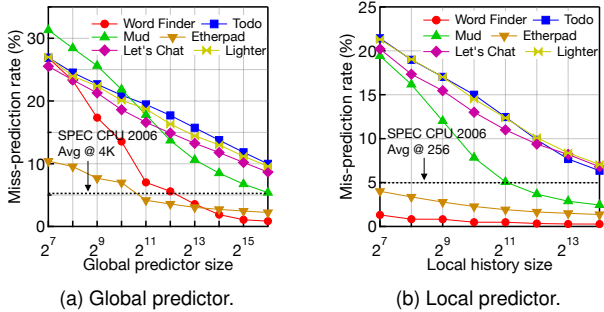 (a)
(b)
Word Finder
Todo
Mud
Etherpad
Let's Chat
Lighter
Miss-prediction rate (%)
30
20
10
0
SPEC CPU 2006
Avg @ 4K
2^7
2^9
2^11
2^13
2^15
Global predictor size
(a) Global predictor.
Word Finder
Todo
Mud
Etherpad
Let's Chat
Lighter
Mis-prediction rate (%)
25
20
15
10
5
0
SPEC CPU 2006
Avg @ 256
2^7
2^9
2^11
2^13
Local history size
(b) Local predictor.